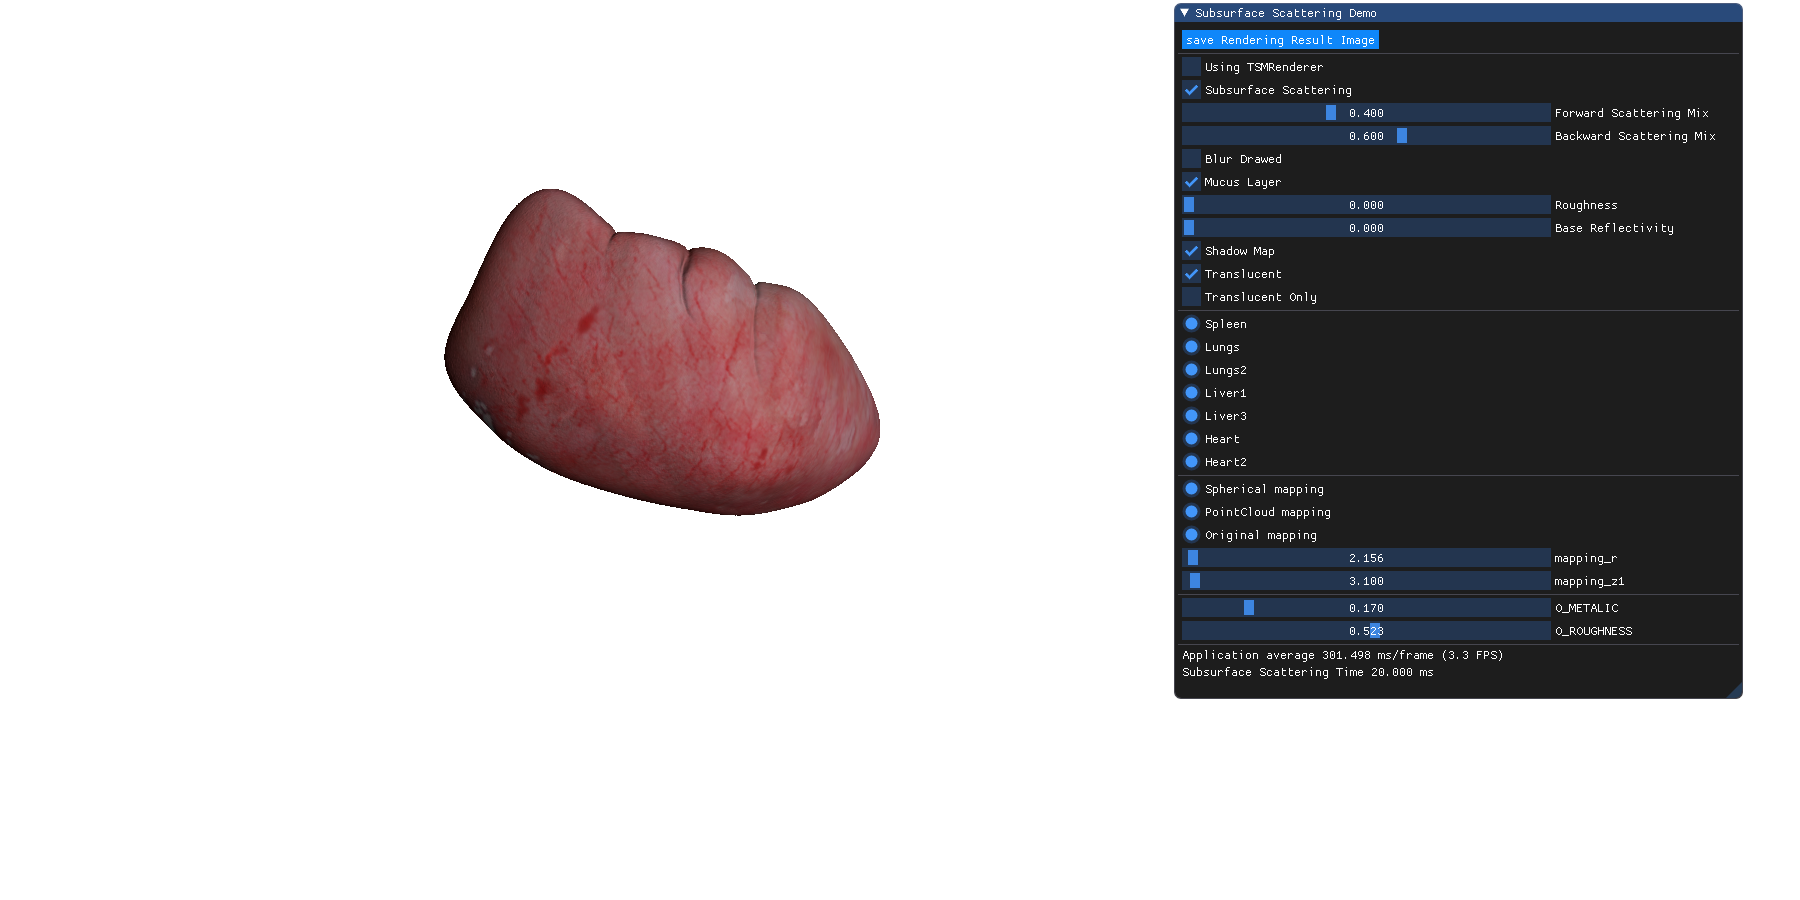 Subsurface Scattering Demo
save Rendering Result Image
Using TSMRenderer
Subsurface Scattering
0.400 Forward Scattering Mix
0.600 Backward Scattering Mix
Blur Drawed
Mucus Layer
0.000 Roughness
0.000 Base Reflectivity
Shadow Map
Translucent
Translucent Only
Spleen
Lungs
Lungs2
Liver1
Liver3
Heart
Heart2
Spherical mapping
PointCloud mapping
Original mapping
2.156 mapping_r
3.100 mapping_z1
0.170 O_METALIC
0.523 O_ROUGHNESS
Application average 301.498 ms/frame (3.3 FPS)
Subsurface Scattering Time 20.000 ms